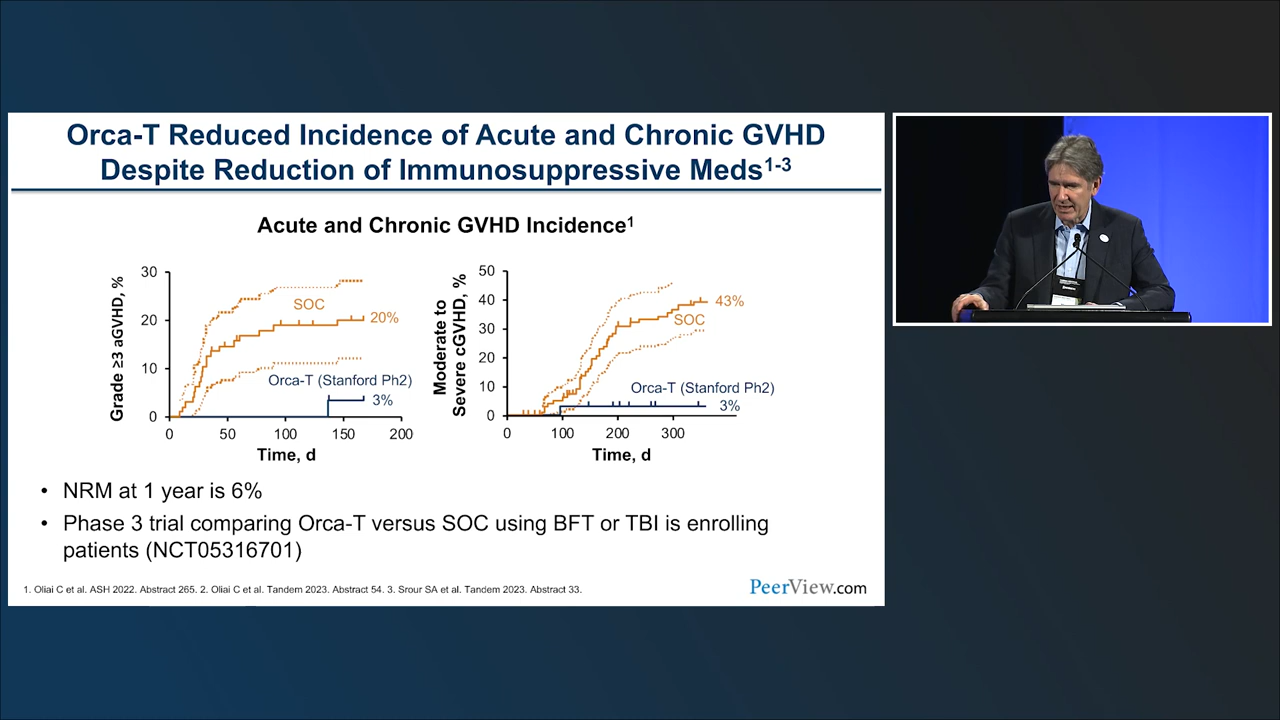 Orca-T Reduced Incidence of Acute and Chronic GVHD
Despite Reduction of Immunosuppressive Meds1-3
Acute and Chronic GVHD Incidence1
Grade ≥3 aGVHD, %
30
20
10
0
SOC
20%
Orca-T (Stanford Ph2)
3%
0
50
100
150
200
Time, d
Moderate to
Severe cGVHD, %
50
40
30
20
10
0
43%
SOC
Orca-T (Stanford Ph2)
3%
0
100
200
300
Time, d
• NRM at 1 year is 6%
• Phase 3 trial comparing Orca-T versus SOC using BFT or TBI is enrolling
patients (NCT05316701)
1. Oliai C et al. ASH 2022. Abstract 265. 2. Oliai C et al. Tandem 2023. Abstract 54. 3. Srour SA et al. Tandem 2023. Abstract 33.
PeerView.com